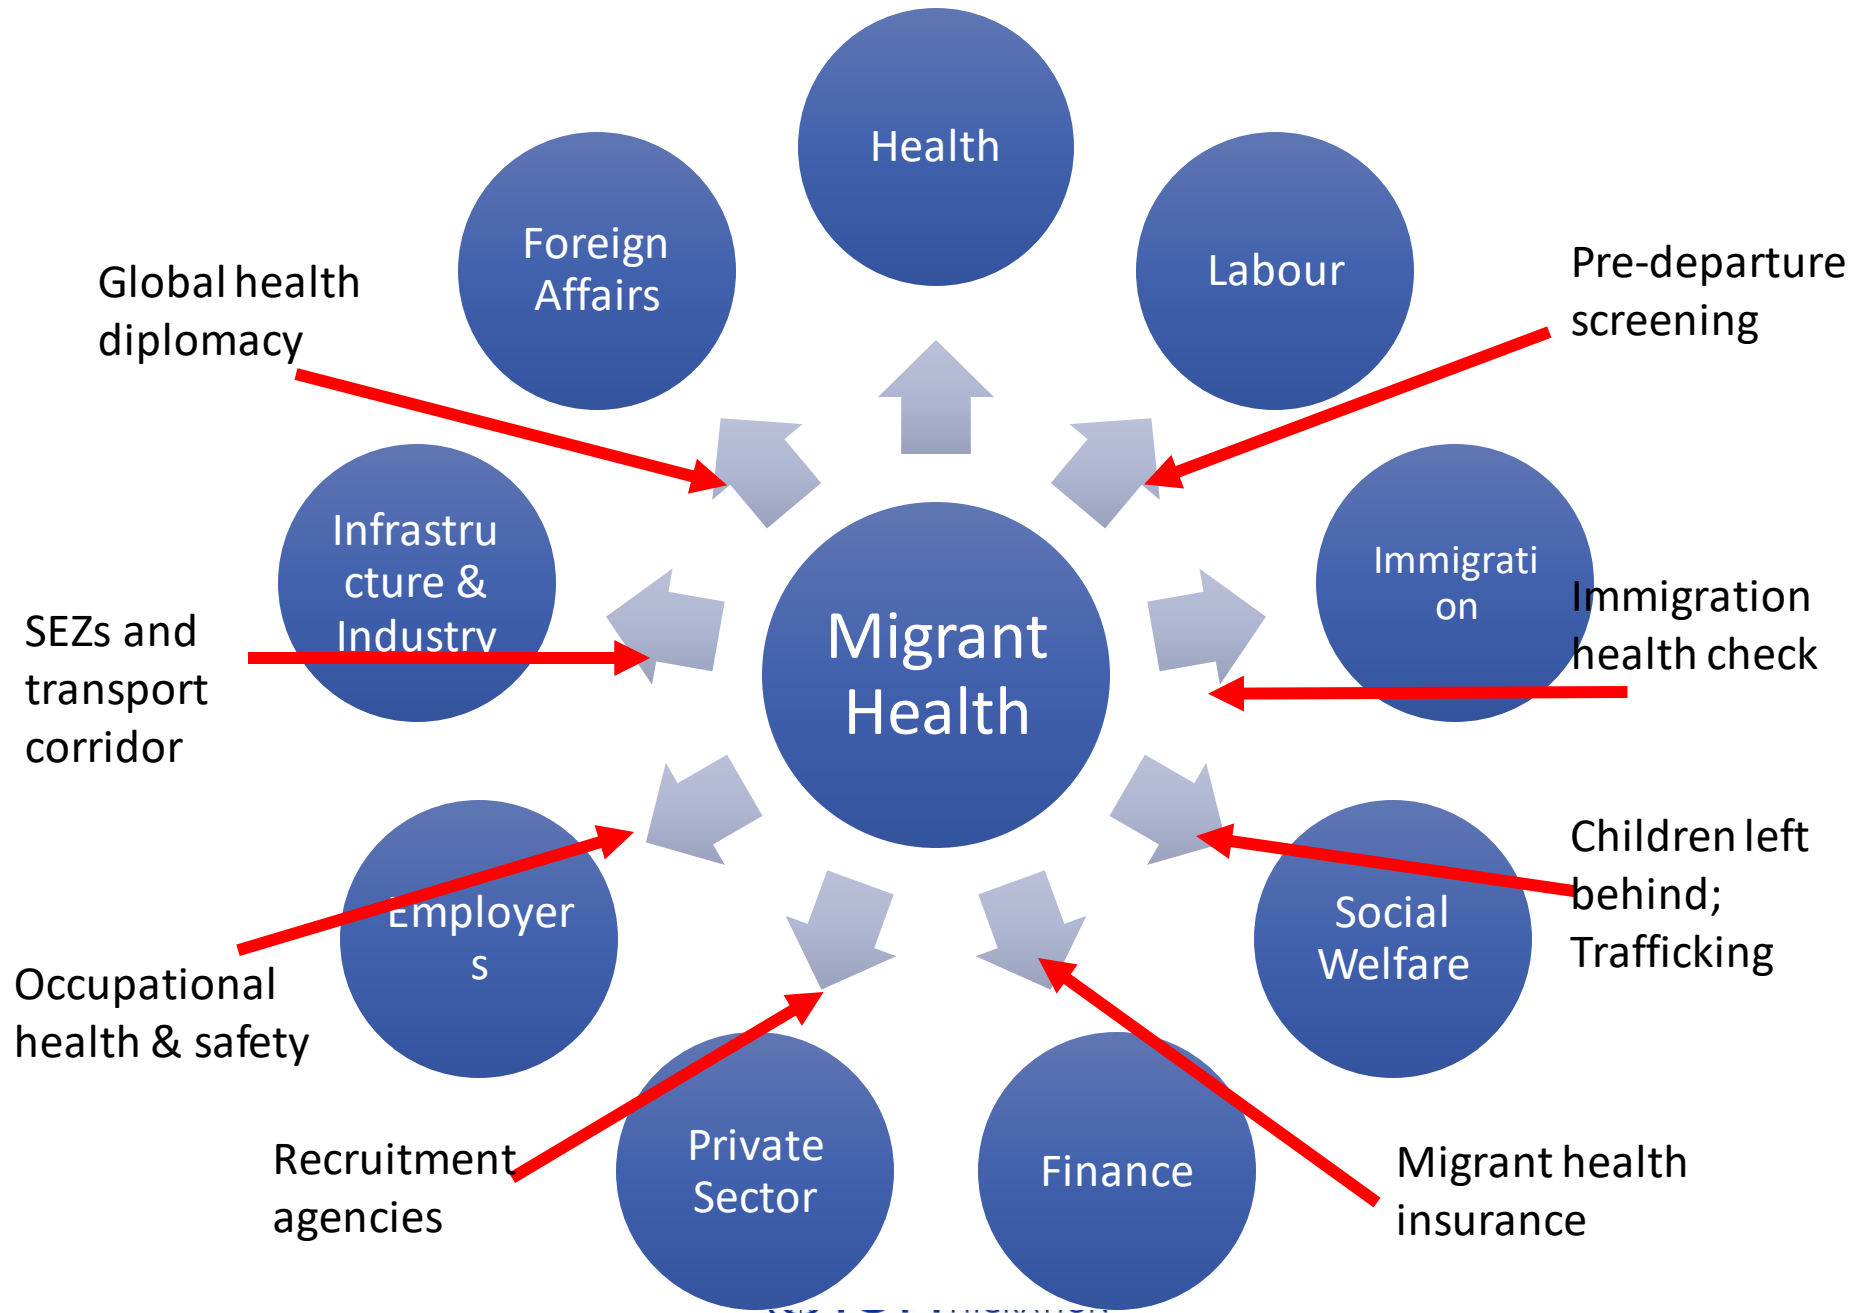 Health
Foreign
Affairs
Labour
Global health
diplomacy
Pre-departure
screening
Infrastru
cture &
Industry
Immigrati
on
Immigration
health check
SEZs and
transport
corridor
Migrant
Health
Children left
behind;
Trafficking
Employer
s
Social
Welfare
Occupational
health & safety
Private
Sector
Finance
Recruitment
agencies
Migrant health
insurance